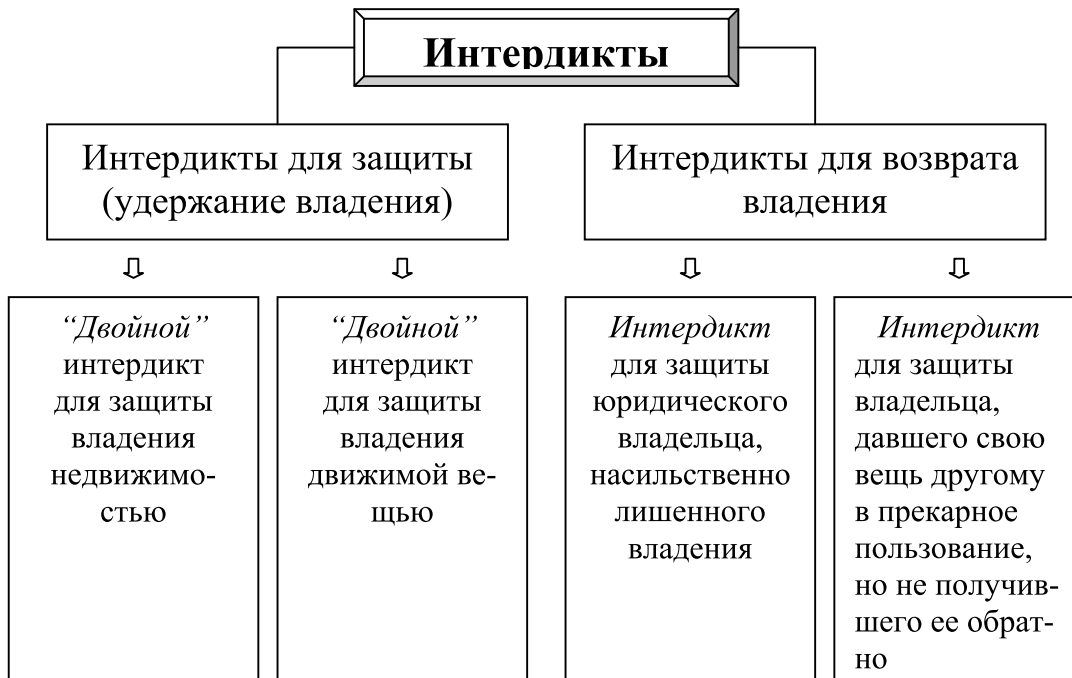 Интердикты
Интердикты для защиты
(удержание владения)
Интердикты для возврата
владения
“Двойной”
интердикт
для защиты
владения
недвижимо-
стью
“Двойной”
интердикт
для защиты
владения
движимой ве-
щью
Интердикт
для защиты
юридического
владельца,
насильственно
лишенного
владения
Интердикт
для защиты
владельца,
давшего свою
вещь другому
в прекарное
пользование,
но не получив-
шего ее обрат-
но